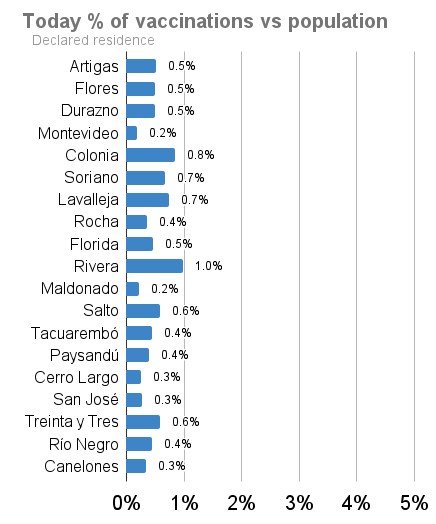 Today % of vaccinations vs population
Declared residence
Artigas 0.5%
Flores 0.5%
Durazno 0.5%
Montevideo 0.2%
Colonia 0.8%
Soriano 0.7%
Lavalleja 0.7%
Rocha 0.4%
Florida 0.5%
Rivera 1.0%
Maldonado 0.2%
Salto 0.6%
Tacuarembó 0.4%
Paysandú 0.4%
Cerro Largo 0.3%
San José 0.3%
Treinta y Tres 0.6%
Río Negro 0.4%
Canelones 0.3%
0% 1% 2% 3% 4% 5%